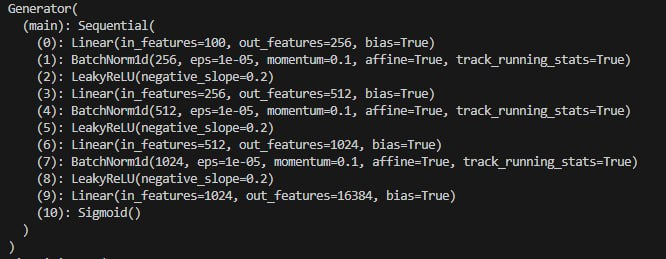 Generator(
  (main): Sequential(
    (0): Linear(in_features=100, out_features=256, bias=True)
    (1): BatchNorm1d(256, eps=1e-05, momentum=0.1, affine=True, track_running_stats=True)
    (2): LeakyReLU(negative_slope=0.2)
    (3): Linear(in_features=256, out_features=512, bias=True)
    (4): BatchNorm1d(512, eps=1e-05, momentum=0.1, affine=True, track_running_stats=True)
    (5): LeakyReLU(negative_slope=0.2)
    (6): Linear(in_features=512, out_features=1024, bias=True)
    (7): BatchNorm1d(1024, eps=1e-05, momentum=0.1, affine=True, track_running_stats=True)
    (8): LeakyReLU(negative_slope=0.2)
    (9): Linear(in_features=1024, out_features=16384, bias=True)
    (10): Sigmoid()
  )
)